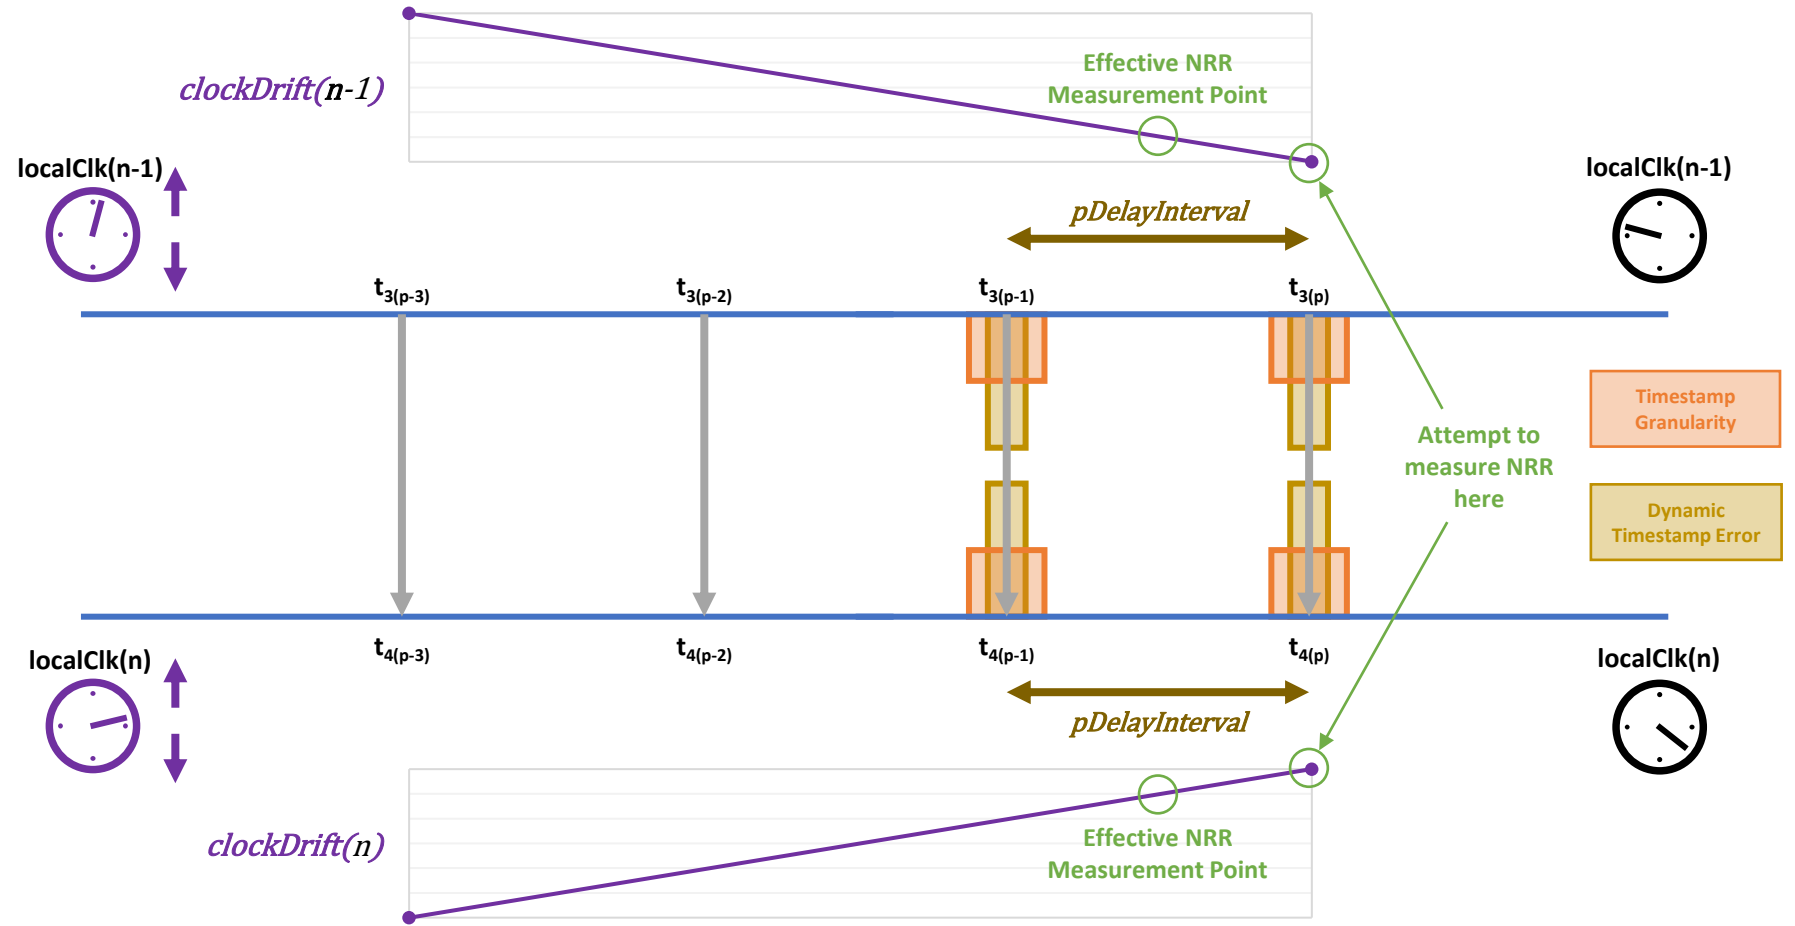 Effective NRR
Measurement Point
clockDrift(n-1)
localClk(n-1)
localClk(n-1)
pDelayInterval
t3(p-3)
t3(p-2)
t3(p-1)
t3(p)
Timestamp
Granularity
Attempt to
measure NRR
here
Dynamic
Timestamp Error
t4(p-3)
t4(p-2)
t4(p-1)
t4(p)
localClk(n)
localClk(n)
pDelayInterval
clockDrift(n)
Effective NRR
Measurement Point